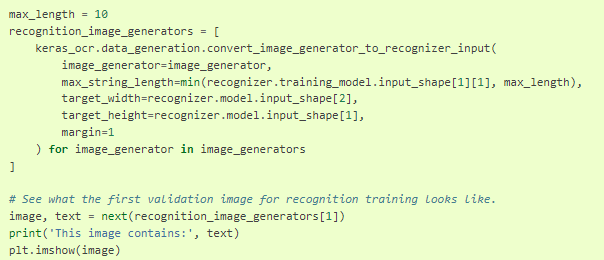 max_length = 10
recognition_image_generators = [
    keras_ocr.data_generation.convert_image_generator_to_recognizer_input(
        image_generator=image_generator,
        max_string_length=min(recognizer.training_model.input_shape[1][1], max_length),
        target_width=recognizer.model.input_shape[2],
        target_height=recognizer.model.input_shape[1],
        margin=1
    ) for image_generator in image_generators
]

# See what the first validation image for recognition training looks like.
image, text = next(recognition_image_generators[1])
print('This image contains:', text)
plt.imshow(image)